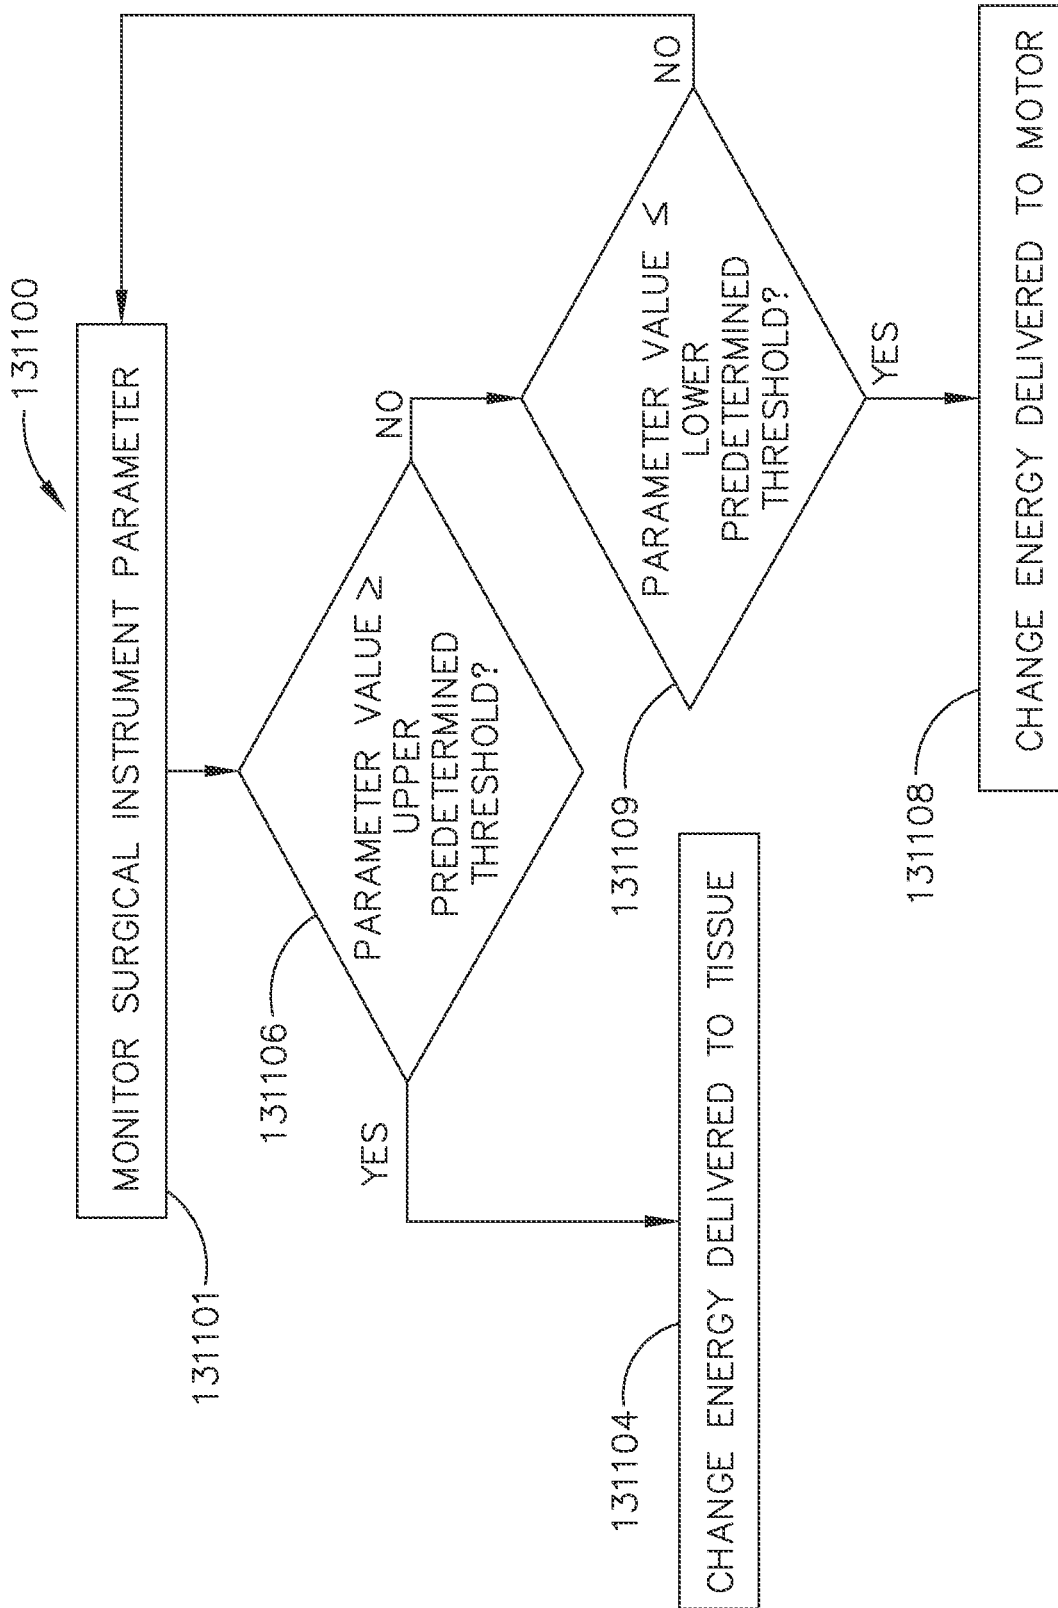 131100
MONITOR SURGICAL INSTRUMENT PARAMETER
131101
131106
PARAMETER VALUE ≥
UPPER
PREDETERMINED
THRESHOLD?
YES
NO
131104
CHANGE ENERGY DELIVERED TO TISSUE
131109
PARAMETER VALUE ≤
LOWER
PREDETERMINED
THRESHOLD?
NO
YES
131108
CHANGE ENERGY DELIVERED TO MOTOR